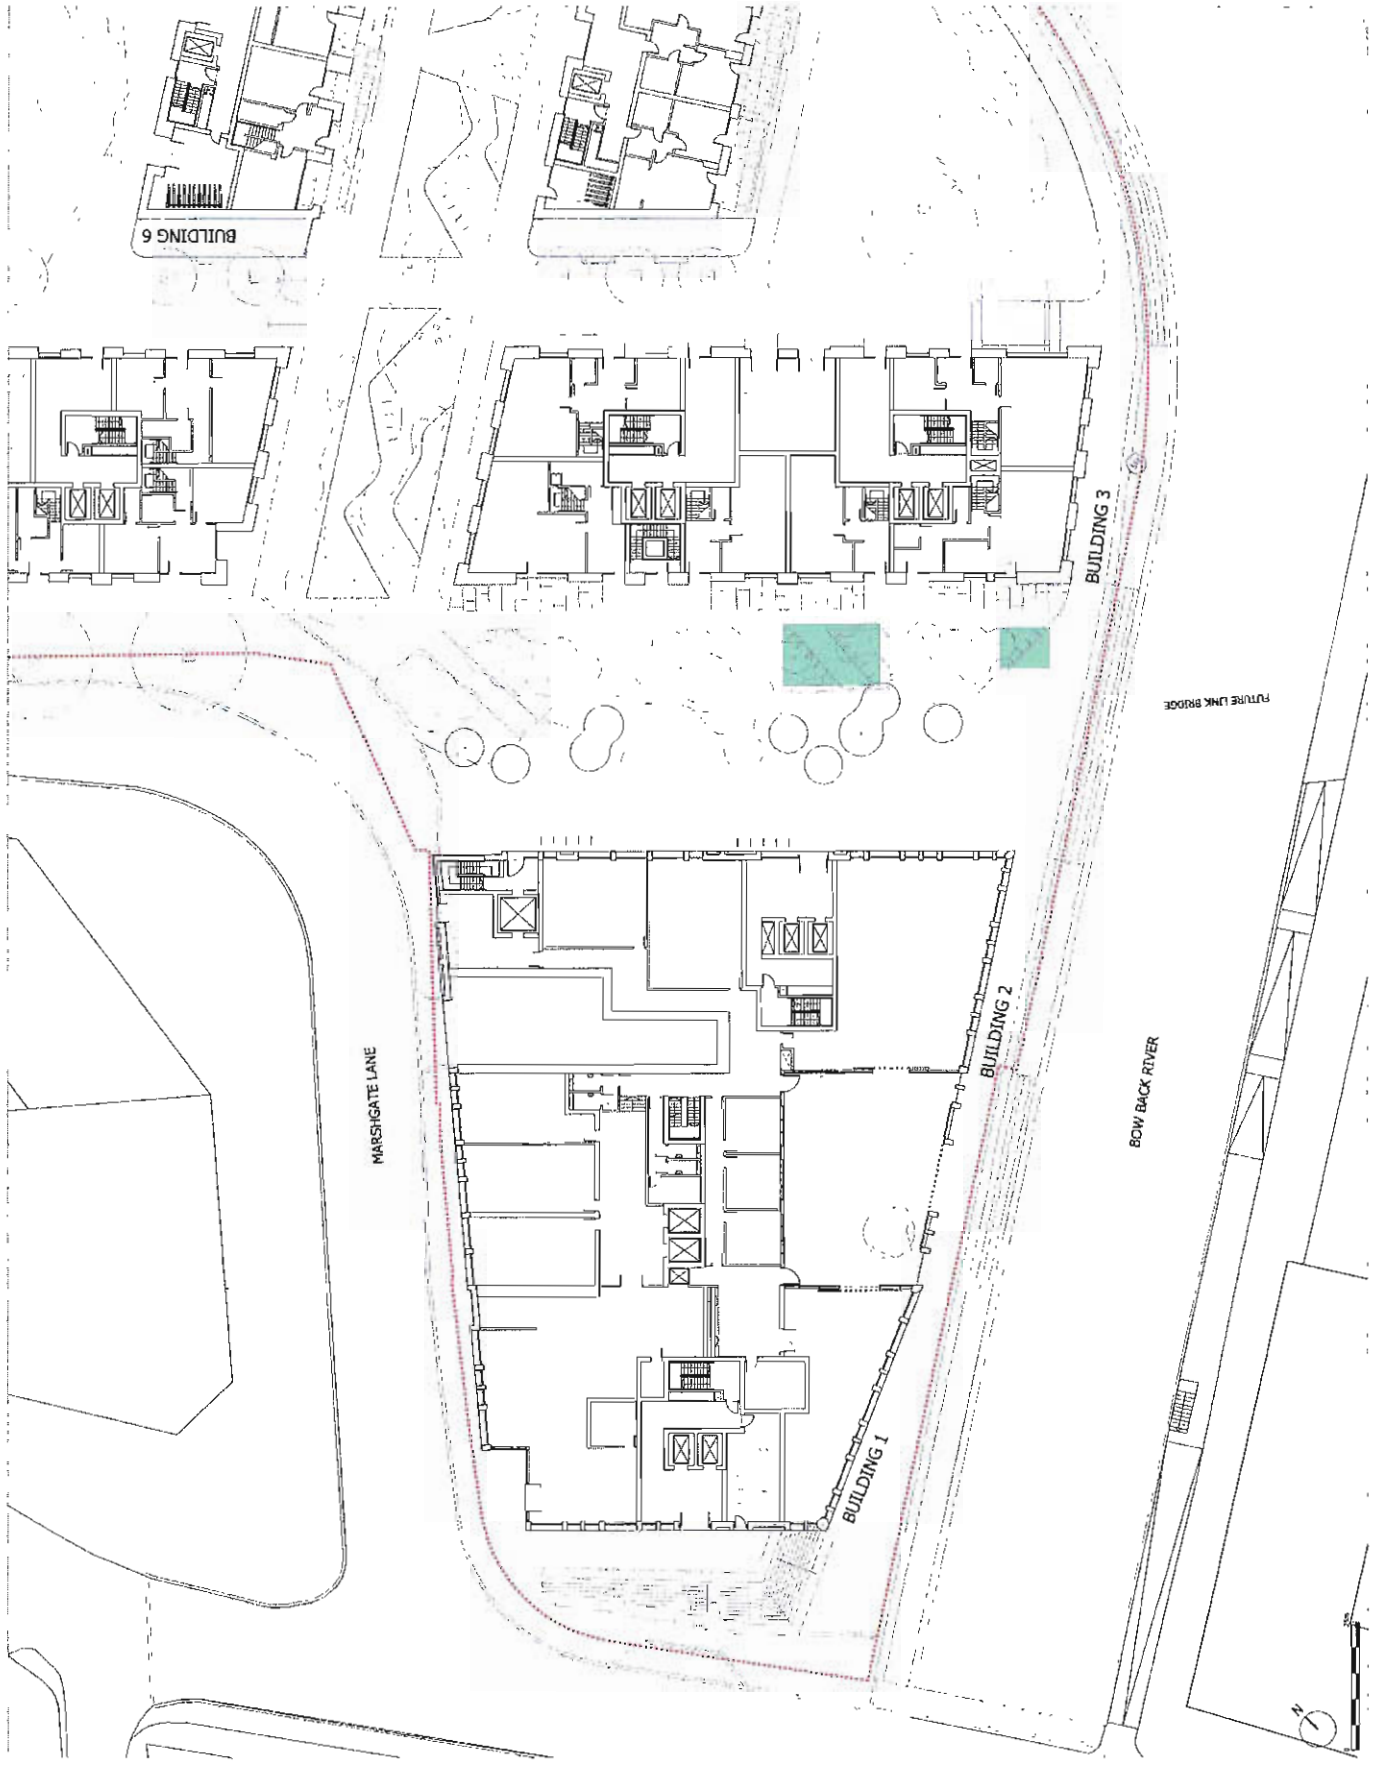 BUILDING 6
BUILDING 3
FUTURE LINK BRIDGE
BUILDING 2
MARSHGATE LANE
BOW BACK RIVER
BUILDING 1
N